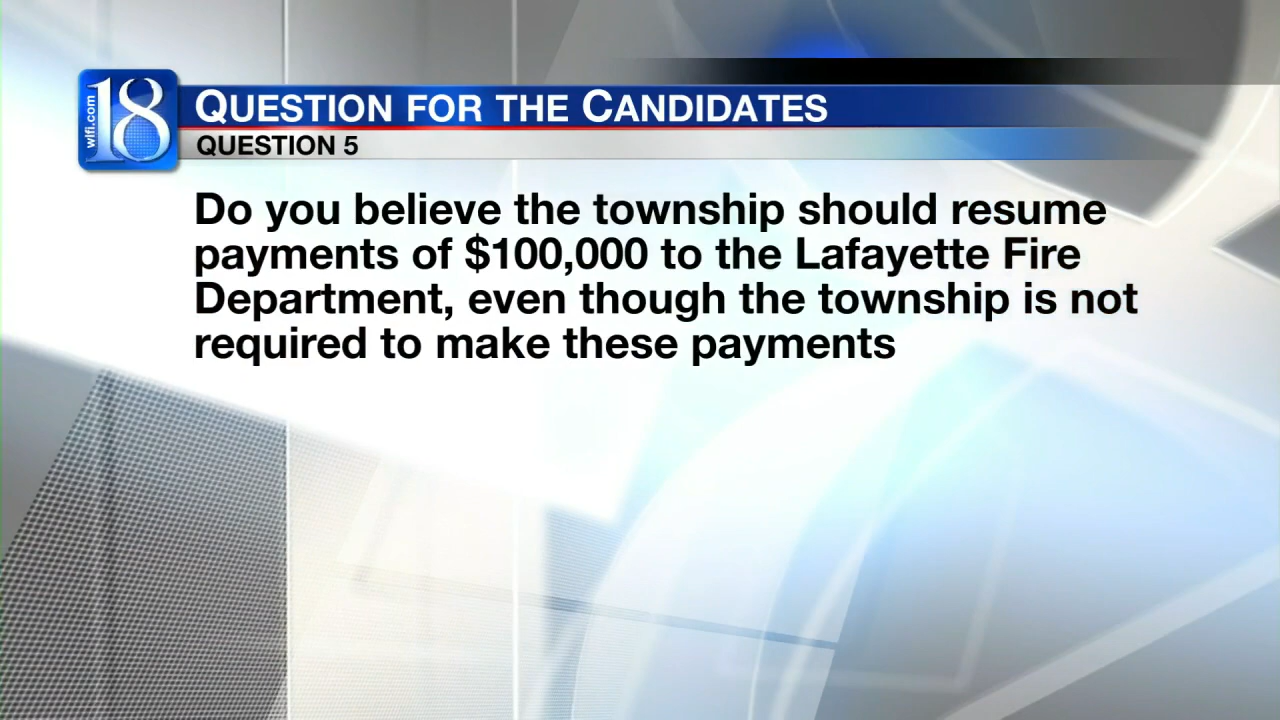 wlfi.com
18
QUESTION FOR THE CANDIDATES
QUESTION 5
Do you believe the township should resume
payments of $100,000 to the Lafayette Fire
Department, even though the township is not
required to make these payments